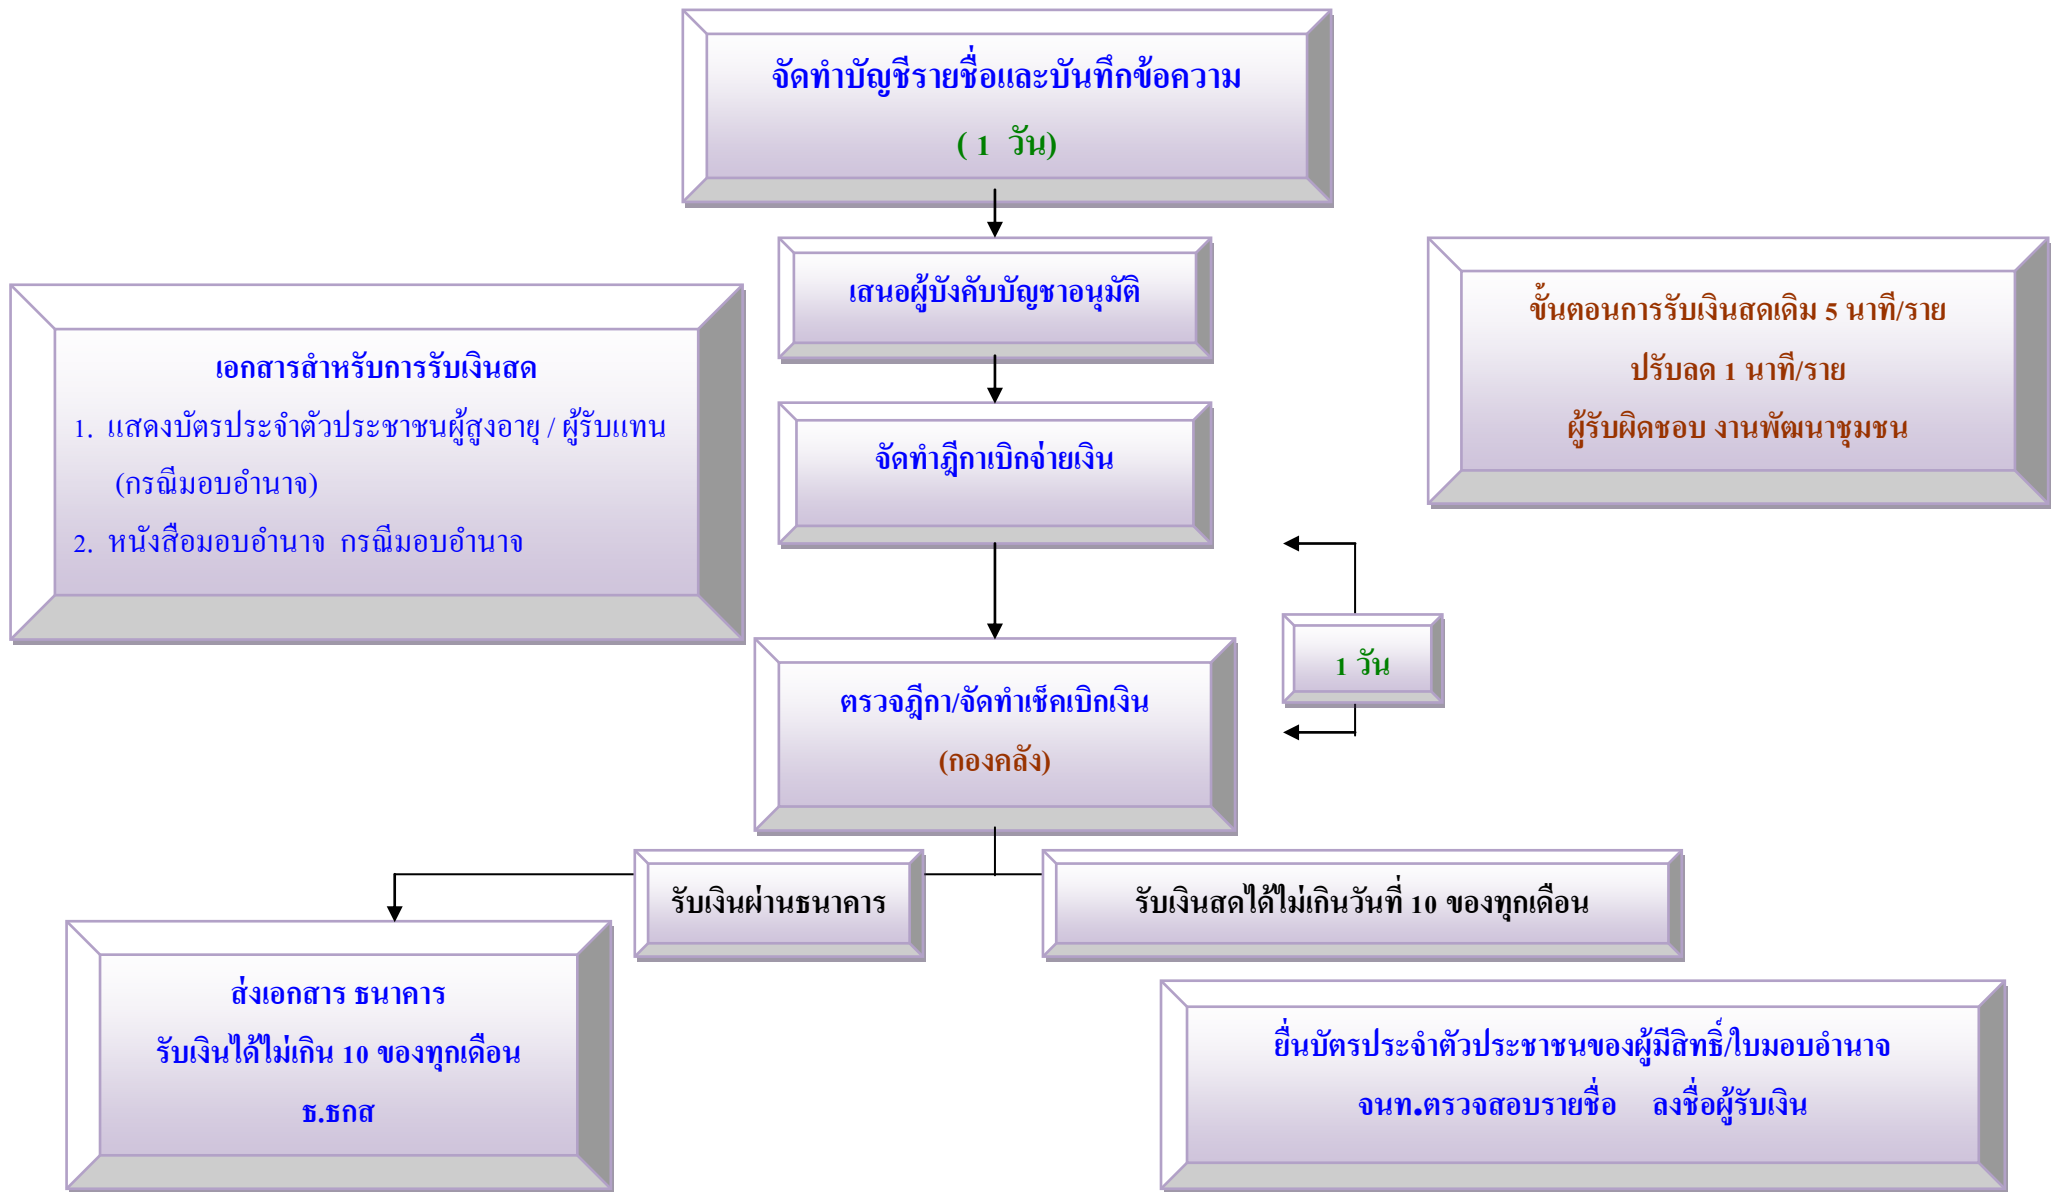 จัดทำบัญชีรายชื่อและบันทึกข้อความ
( 1 วัน)
เสนอผู้บังคับบัญชาอนุมัติ
ขั้นตอนการรับเงินสดเดิม 5 นาที/ราย
ปรับลด 1 นาที/ราย
ผู้รับผิดชอบ งานพัฒนาชุมชน
เอกสารสำหรับการรับเงินสด
1. แสดงบัตรประจำตัวประชาชนผู้สูงอายุ / ผู้รับแทน
(กรณีมอบอำนาจ)
2. หนังสือมอบอำนาจ กรณีมอบอำนาจ
จัดทำฎีกาเบิกจ่ายเงิน
1 วัน
ตรวจฎีกา/จัดทำเช็คเบิกเงิน
(กองคลัง)
รับเงินผ่านธนาคาร
รับเงินสดได้ไม่เกินวันที่ 10 ของทุกเดือน
ส่งเอกสาร ธนาคาร
รับเงินได้ไม่เกิน 10 ของทุกเดือน
ธ.ธกส
ยื่นบัตรประจำตัวประชาชนของผู้มีสิทธิ์/ใบมอบอำนาจ
จนท.ตรวจสอบรายชื่อ ลงชื่อผู้รับเงิน